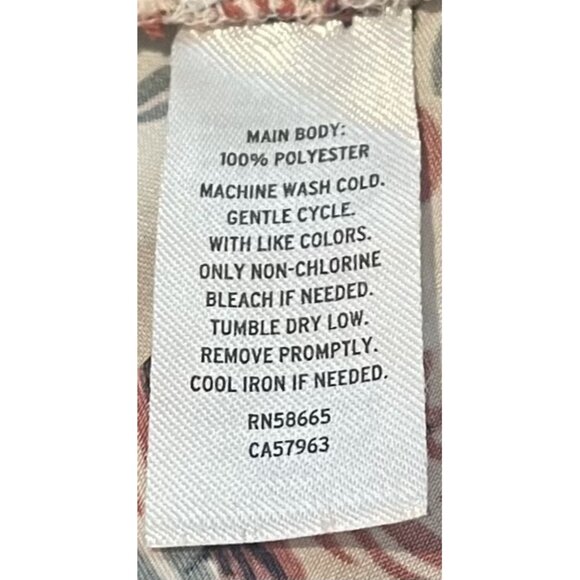 MAIN BODY:
100% POLYESTER
MACHINE WASH COLD.
GENTLE CYCLE.
WITH LIKE COLORS.
ONLY NON-CHLORINE
BLEACH IF NEEDED.
TUMBLE DRY LOW.
REMOVE PROMPTLY.
COOL IRON IF NEEDED.
RN58665
CA57963